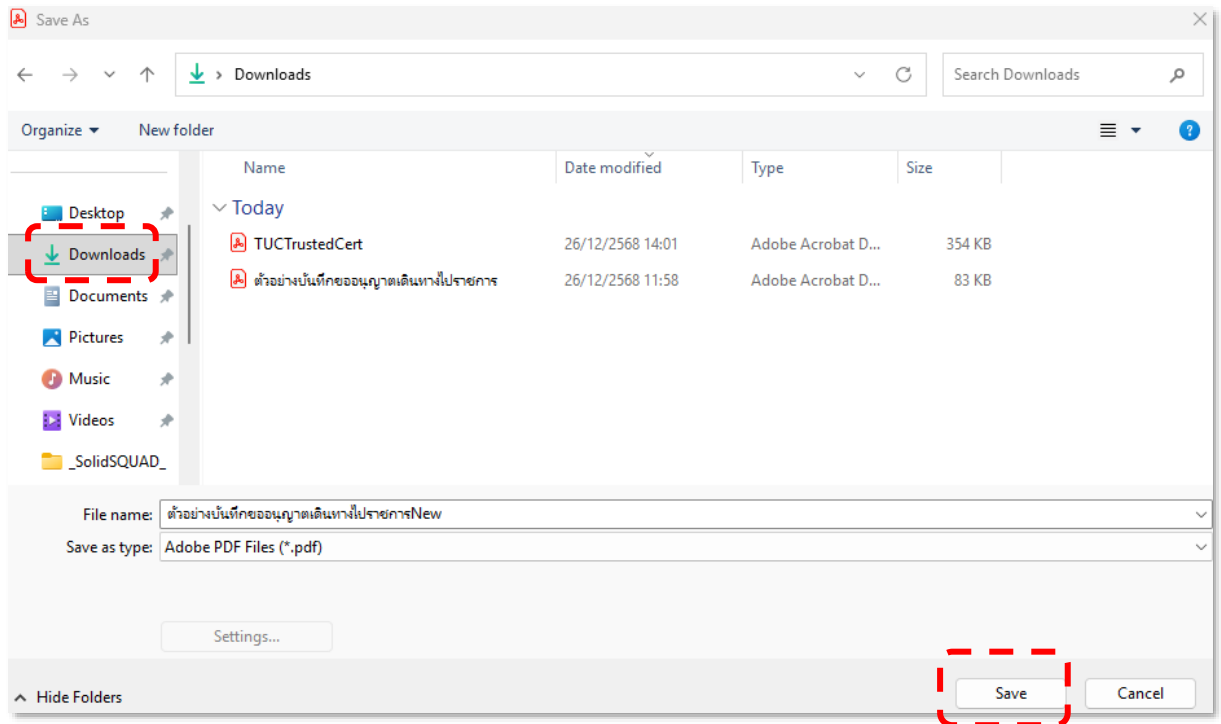 Save As
Downloads
Search Downloads
Organize
New folder
Name Date modified Type Size
Desktop
Today
Downloads
TUCTrustedCert 26/12/2568 14:01 Adobe Acrobat D... 354 KB
Documents
ตัวอย่างบันทึกขออนุญาตเดินทางไปราชการ 26/12/2568 11:58 Adobe Acrobat D... 83 KB
Pictures
Music
Videos
_SolidSQUAD_
File name: ตัวอย่างบันทึกขออนุญาตเดินทางไปราชการNew
Save as type: Adobe PDF Files (*.pdf)
Settings...
Hide Folders
Save
Cancel